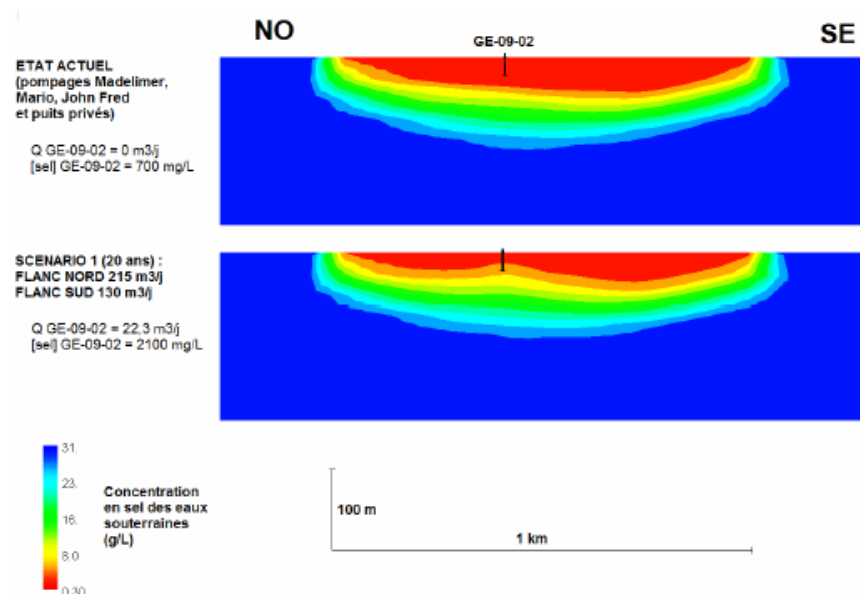 NO
SE
GE-09-02
ETAT ACTUEL
(pompages Madelimer,
Mario, John Fred
et puits privés)
Q GE-09-02 = 0 m3/j
[sel] GE-09-02 = 700 mg/L
SCENARIO 1 (20 ans) :
FLANC NORD 215 m3/j
FLANC SUD 130 m3/j
Q GE-09-02 = 22,3 m3/j
[sel] GE-09-02 = 2100 mg/L
31.
23.
16.
8.0
0.30
Concentration
en sel des eaux
souterraines
(g/L)
100 m
1 km